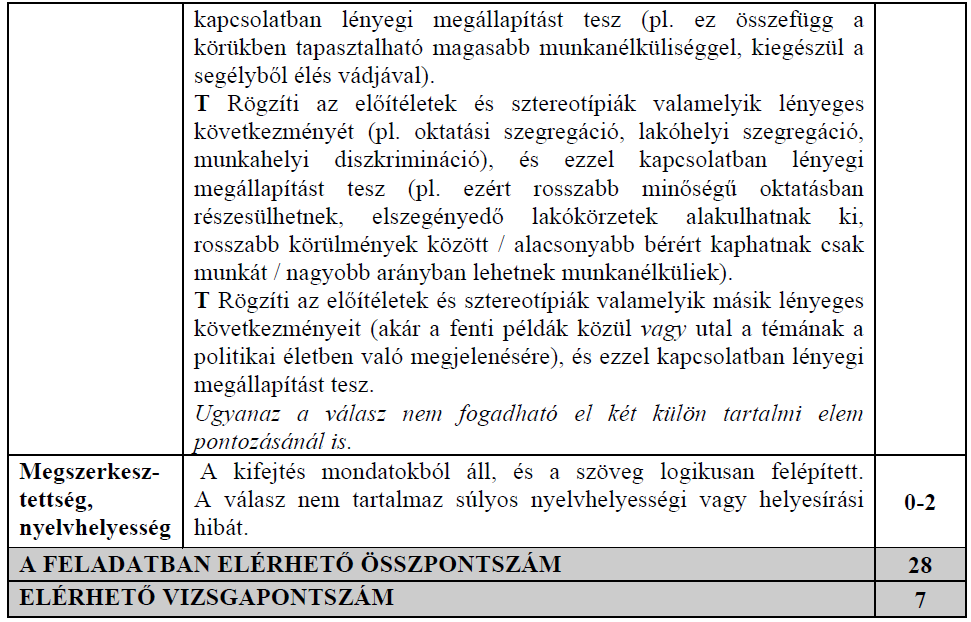 kapcsolatban lényegi megállapítást tesz (pl. ez összefügg a
körükben tapasztalható magasabb munkanélküliséggel, kiegészül a
segélyből élés vádjával).
T Rögzíti az előítéletek és sztereotípiák valamelyik lényeges
következményét (pl. oktatási szegregáció, lakóhelyi szegregáció,
munkahelyi diszkrimináció), és ezzel kapcsolatban lényegi
megállapítást tesz (pl. ezért rosszabb minőségű oktatásban
részesülhetnek, elszegényedő lakókörzetek alakulhatnak ki,
rosszabb körülmények között / alacsonyabb bérért kaphatnak csak
munkát / nagyobb arányban lehetnek munkanélküliek).
T Rögzíti az előítéletek és sztereotípiák valamelyik másik lényeges
következményeit (akár a fenti példák közül vagy utal a témának a
politikai életben való megjelenésére), és ezzel kapcsolatban lényegi
megállapítást tesz.
Ugyanaz a válasz nem fogadható el két külön tartalmi elem
pontozásánál is.
Megszerkesz-
tettség,
nyelvhelyesség
A kifejtés mondatokból áll, és a szöveg logikusan felépített.
A válasz nem tartalmaz súlyos nyelvhelyességi vagy helyesírási
hibát.
0-2
A FELADATBAN ELÉRHETŐ ÖSSZPONTSZÁM 28
ELÉRHETŐ VIZSGAPONTSZÁM 7